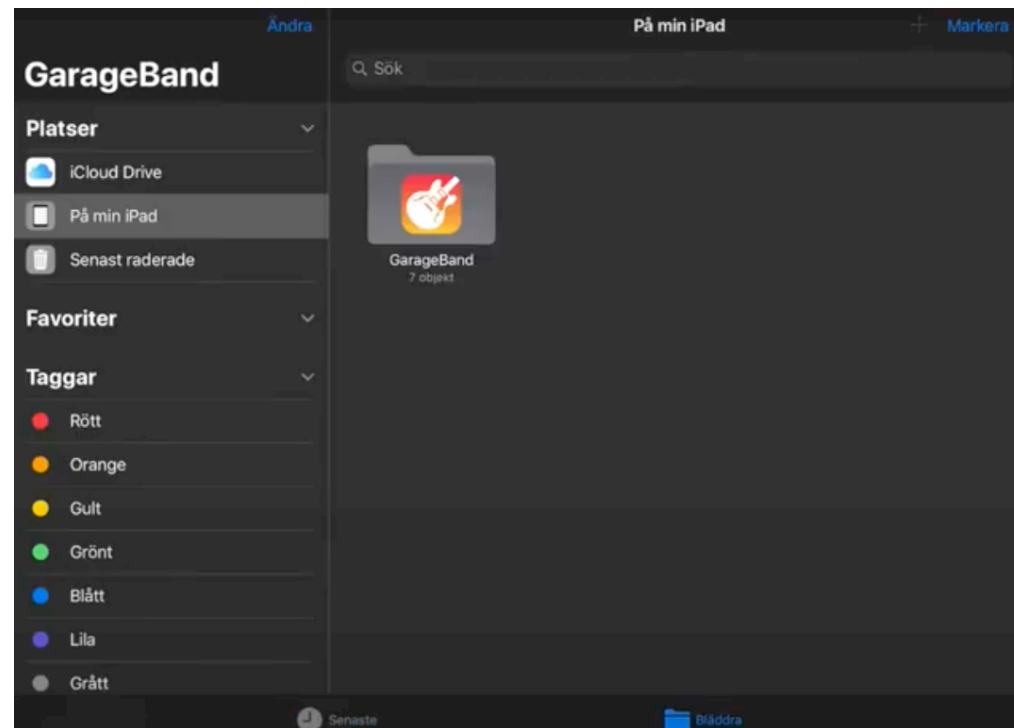 Ändra
På min iPad
Markera
GarageBand
Sök
Platser
iCloud Drive
På min iPad
Senast raderade
GarageBand
7 objekt
Favoriter
Taggar
Rött
Orange
Gult
Grönt
Blått
Lila
Grått
Senaste
Bläddra